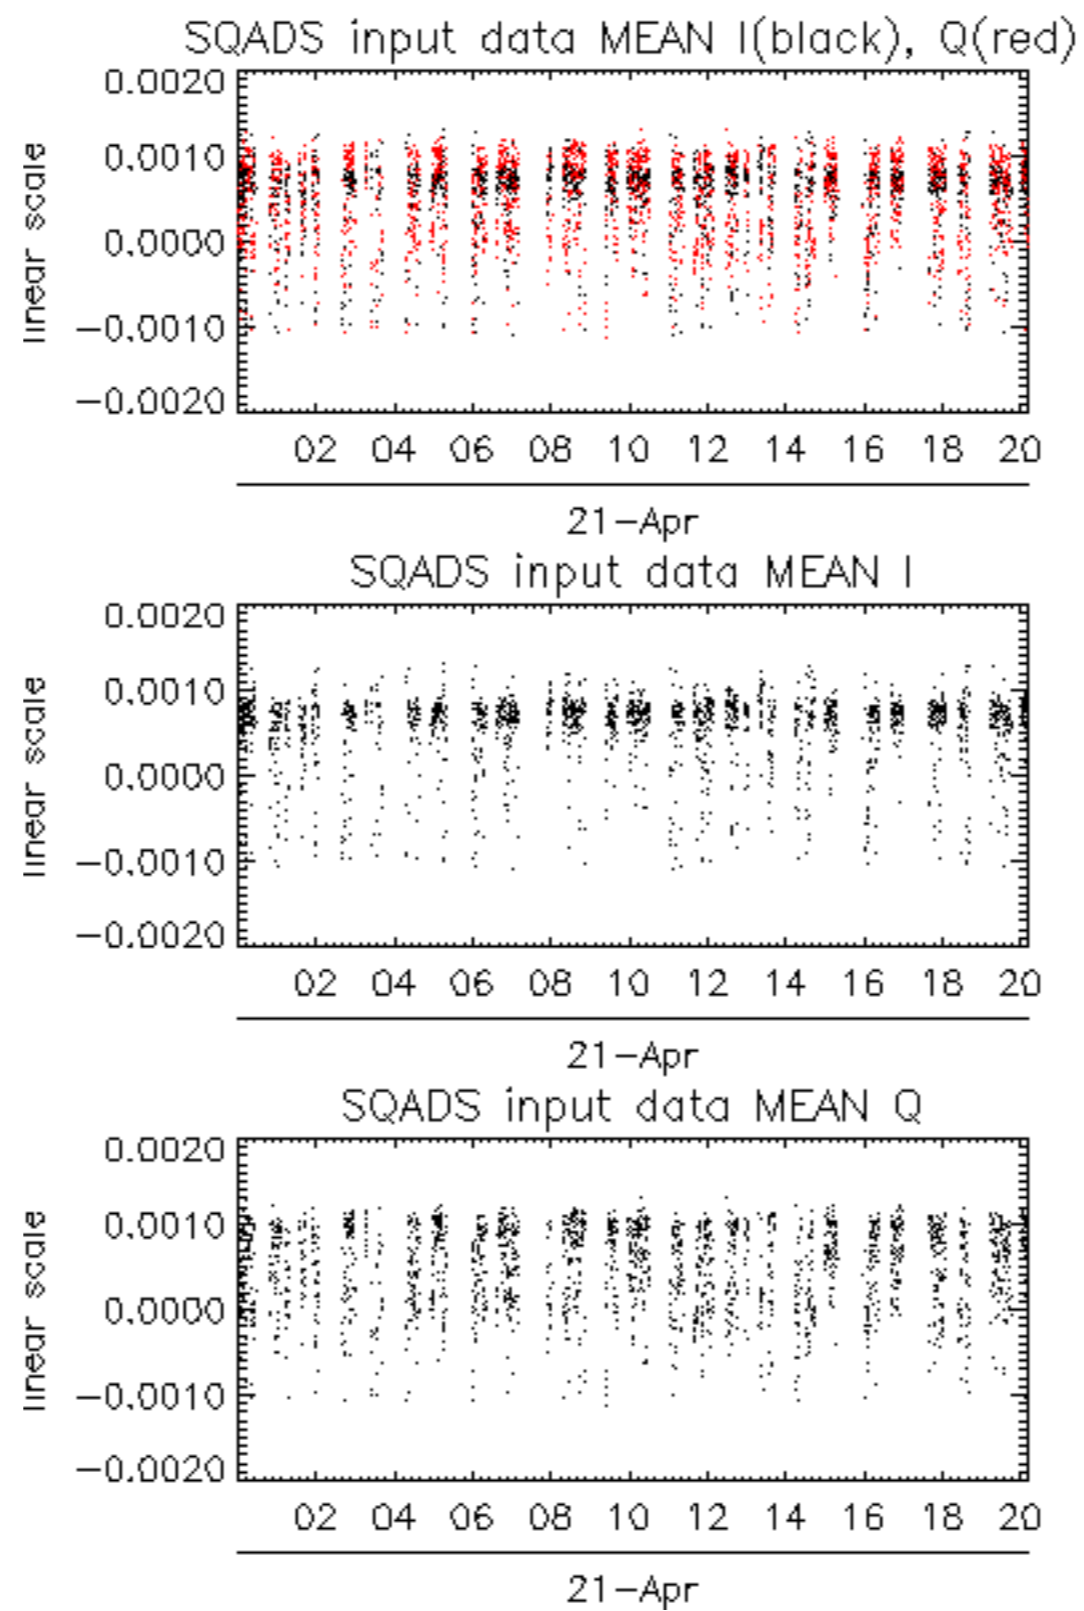 SQADS input data MEAN I(black), Q(red)
0.0020
0.0010
0.0000
−0.0010
−0.0020
linear scale
02 04 06 08 10 12 14 16 18 20
21−Apr
SQADS input data MEAN I
0.0020
0.0010
0.0000
−0.0010
−0.0020
linear scale
02 04 06 08 10 12 14 16 18 20
21−Apr
SQADS input data MEAN Q
0.0020
0.0010
0.0000
−0.0010
−0.0020
linear scale
02 04 06 08 10 12 14 16 18 20
21−Apr